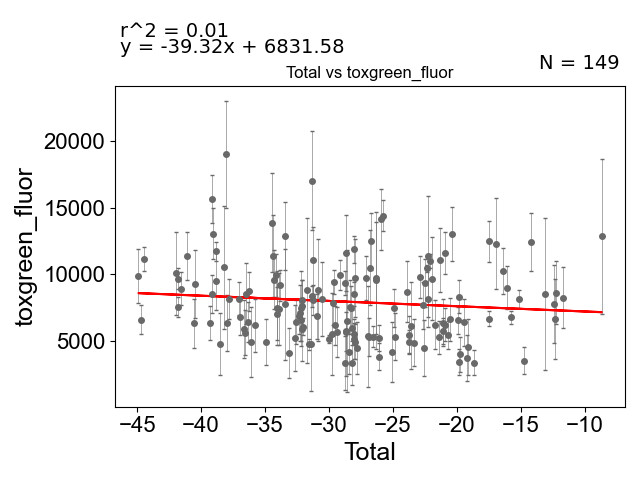 r^2 = 0.01
y = -39.32x + 6831.58
N = 149
Total vs toxgreen_fluor
20000
15000
10000
5000
toxgreen_fluor
−45 −40 −35 −30 −25 −20 −15 −10
Total